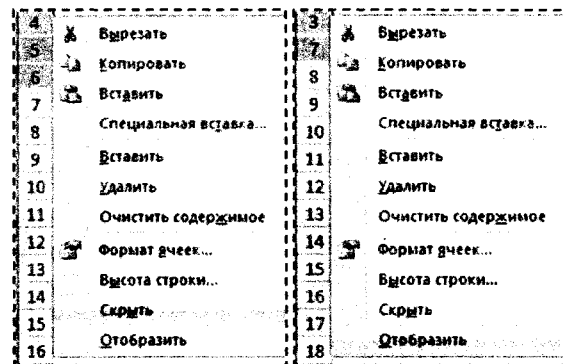 4
5
6
7
8
9
10
11
12
13
14
15
16
Вырезать
Копировать
Вставить
Специальная вставка...
Вставить
Удалить
Очистить содержимое
Формат ячеек...
Высота строки...
Скрыть
Отобразить
3
7
8
9
10
11
12
13
14
15
16
17
18
Вырезать
Копировать
Вставить
Специальная вставка...
Вставить
Удалить
Очистить содержимое
Формат ячеек...
Высота строки...
Скрыть
Отобразить